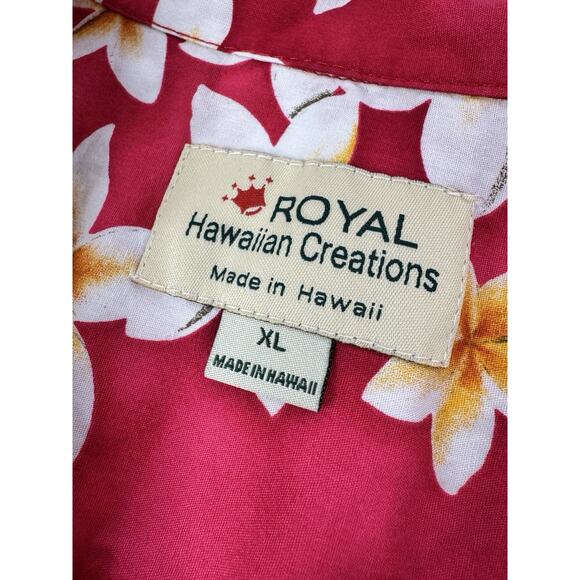 ROYAL
Hawaiian Creations
Made in Hawaii
XL
MADE IN HAWAII